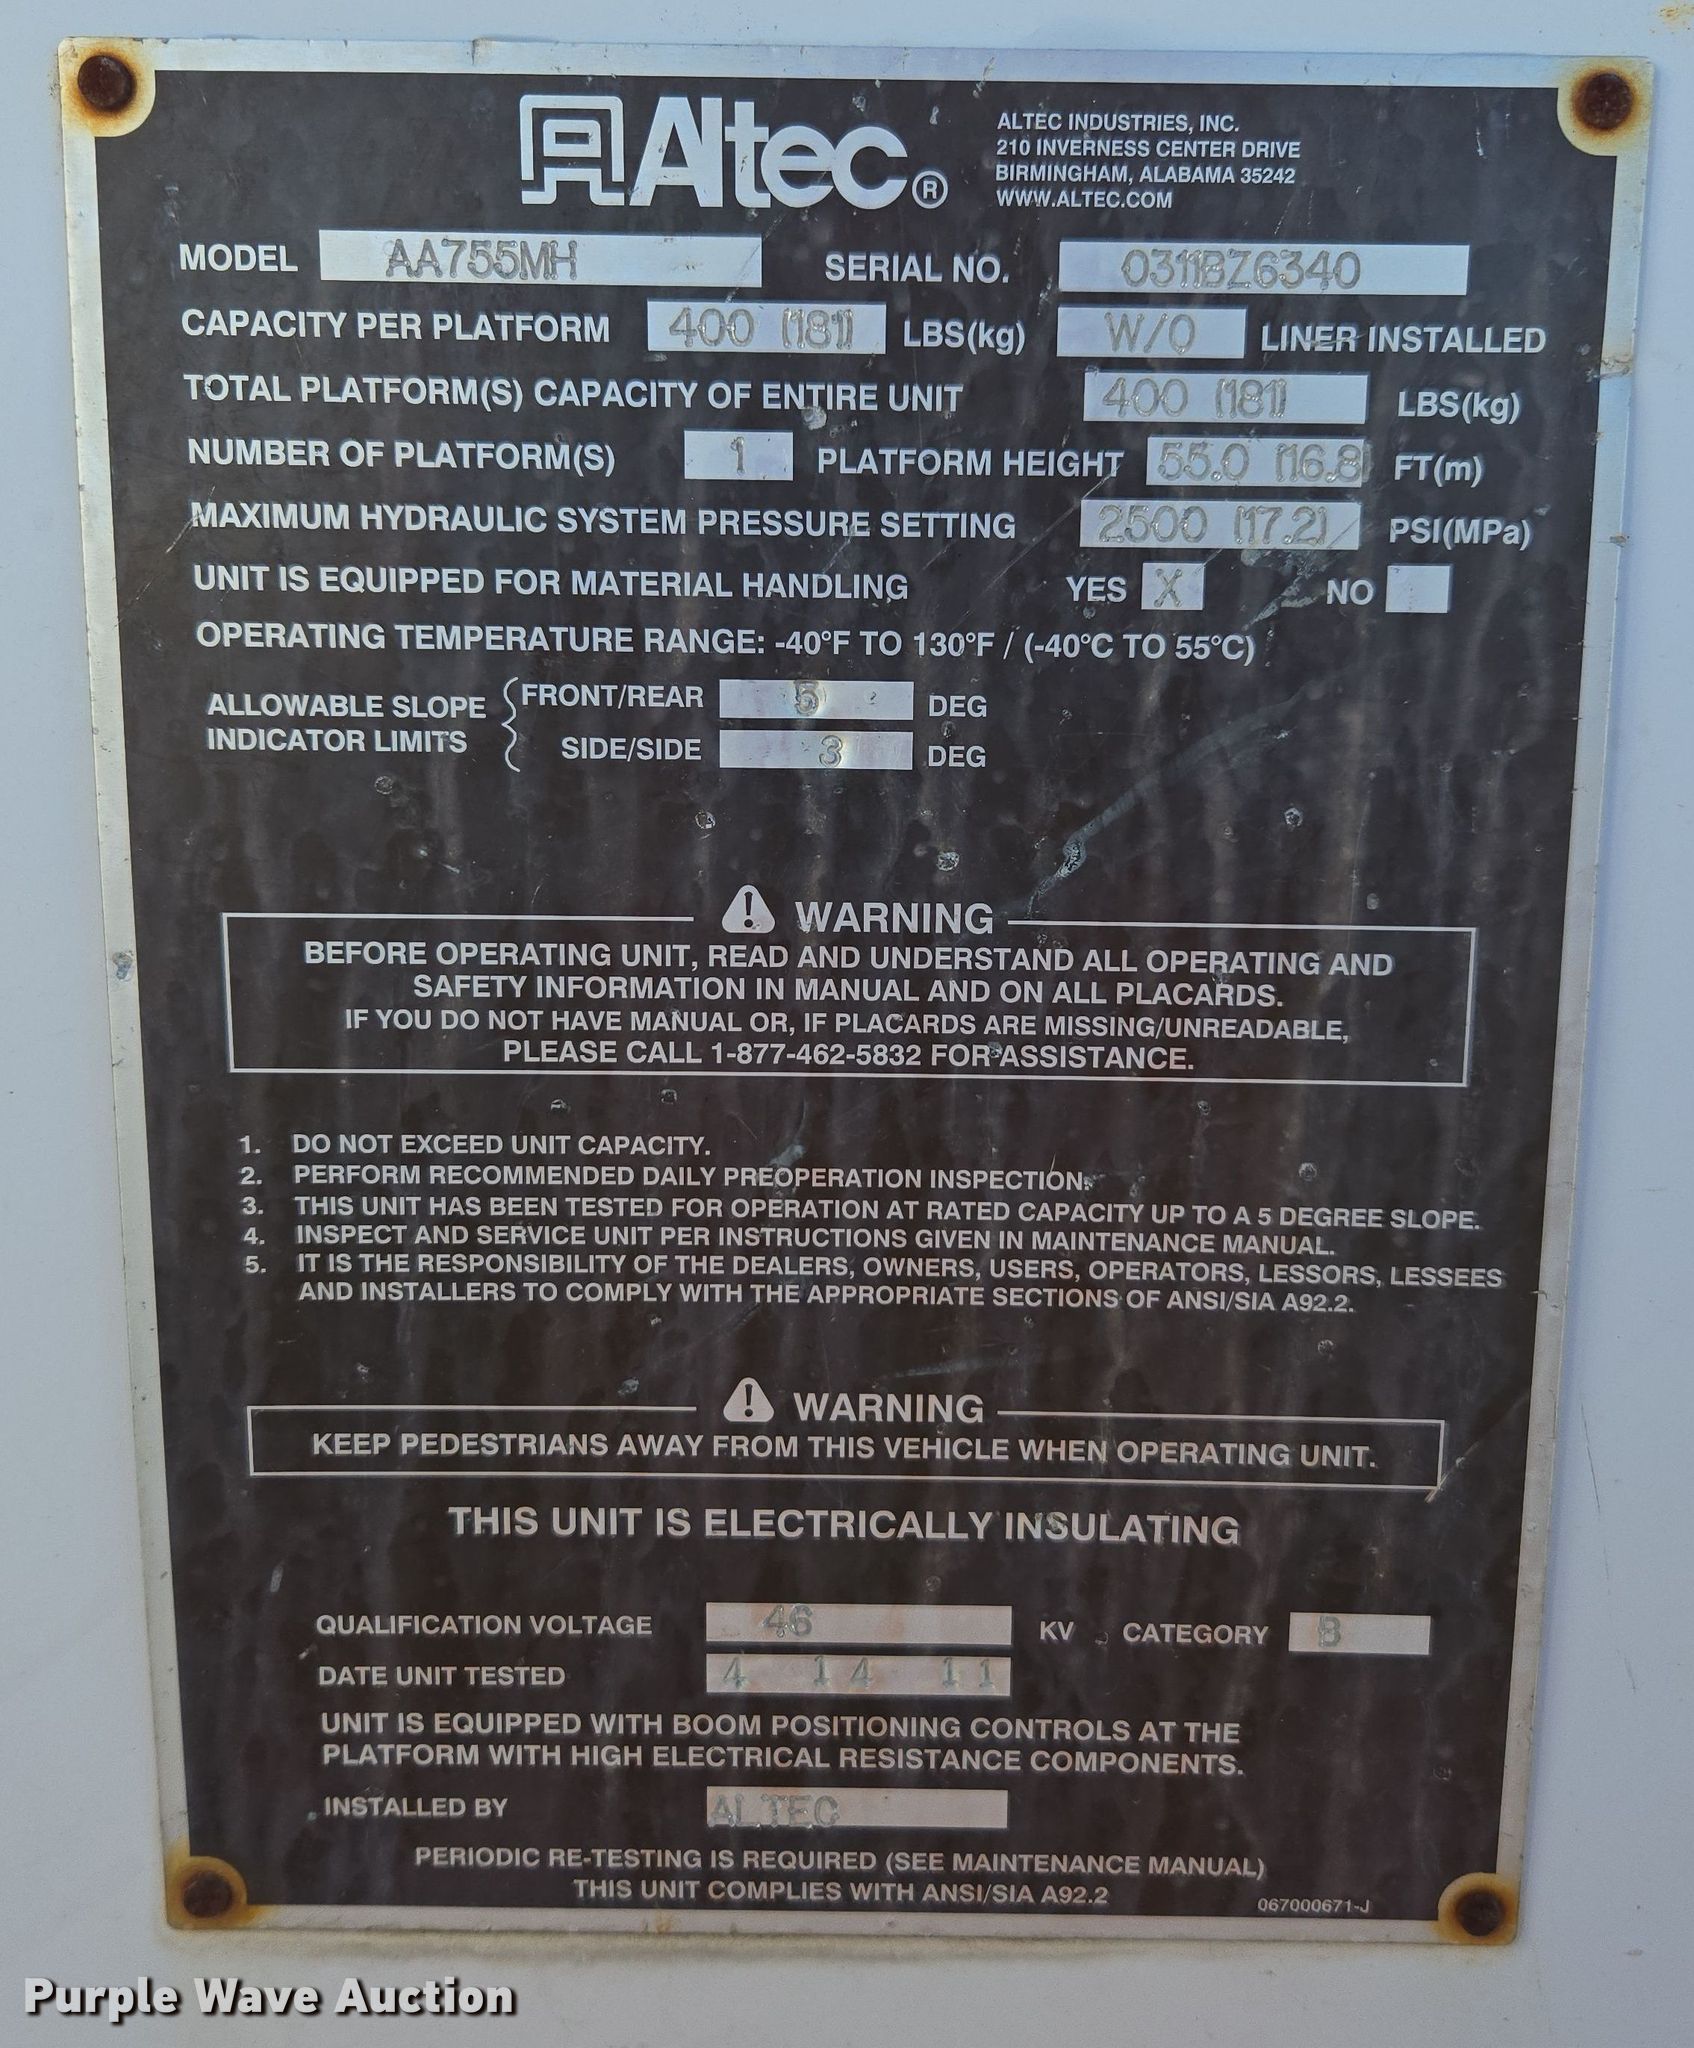 Altec®
ALTEC INDUSTRIES, INC.
210 INVERNESS CENTER DRIVE
BIRMINGHAM, ALABAMA 35242
WWW.ALTEC.COM
MODEL AA755MH SERIAL NO. 0311BZ6340
CAPACITY PER PLATFORM 400 (181) LBS(kg) W/O LINER INSTALLED
TOTAL PLATFORM(S) CAPACITY OF ENTIRE UNIT 400 (181) LBS(kg)
NUMBER OF PLATFORM(S) 1 PLATFORM HEIGHT 55.0 (16.8) FT(m)
MAXIMUM HYDRAULIC SYSTEM PRESSURE SETTING 2500 (17.2) PSI(MPa)
UNIT IS EQUIPPED FOR MATERIAL HANDLING YES X NO
OPERATING TEMPERATURE RANGE: -40°F TO 130°F / (-40°C TO 55°C)
ALLOWABLE SLOPE INDICATOR LIMITS
FRONT/REAR 5 DEG
SIDE/SIDE 3 DEG
WARNING
BEFORE OPERATING UNIT, READ AND UNDERSTAND ALL OPERATING AND
SAFETY INFORMATION IN MANUAL AND ON ALL PLACARDS.
IF YOU DO NOT HAVE MANUAL OR, IF PLACARDS ARE MISSING/UNREADABLE,
PLEASE CALL 1-877-462-5832 FOR ASSISTANCE.
1. DO NOT EXCEED UNIT CAPACITY.
2. PERFORM RECOMMENDED DAILY PREOPERATION INSPECTION.
3. THIS UNIT HAS BEEN TESTED FOR OPERATION AT RATED CAPACITY UP TO A 5 DEGREE SLOPE.
4. INSPECT AND SERVICE UNIT PER INSTRUCTIONS GIVEN IN MAINTENANCE MANUAL.
5. IT IS THE RESPONSIBILITY OF THE DEALERS, OWNERS, USERS, OPERATORS, LESSORS, LESSEES
AND INSTALLERS TO COMPLY WITH THE APPROPRIATE SECTIONS OF ANSI/SIA A92.2.
WARNING
KEEP PEDESTRIANS AWAY FROM THIS VEHICLE WHEN OPERATING UNIT.
THIS UNIT IS ELECTRICALLY INSULATING
QUALIFICATION VOLTAGE 46 KV CATEGORY B
DATE UNIT TESTED 4 14 11
UNIT IS EQUIPPED WITH BOOM POSITIONING CONTROLS AT THE
PLATFORM WITH HIGH ELECTRICAL RESISTANCE COMPONENTS.
INSTALLED BY ALTEC
PERIODIC RE-TESTING IS REQUIRED (SEE MAINTENANCE MANUAL)
THIS UNIT COMPLIES WITH ANSI/SIA A92.2
067000671-J
Purple Wave Auction